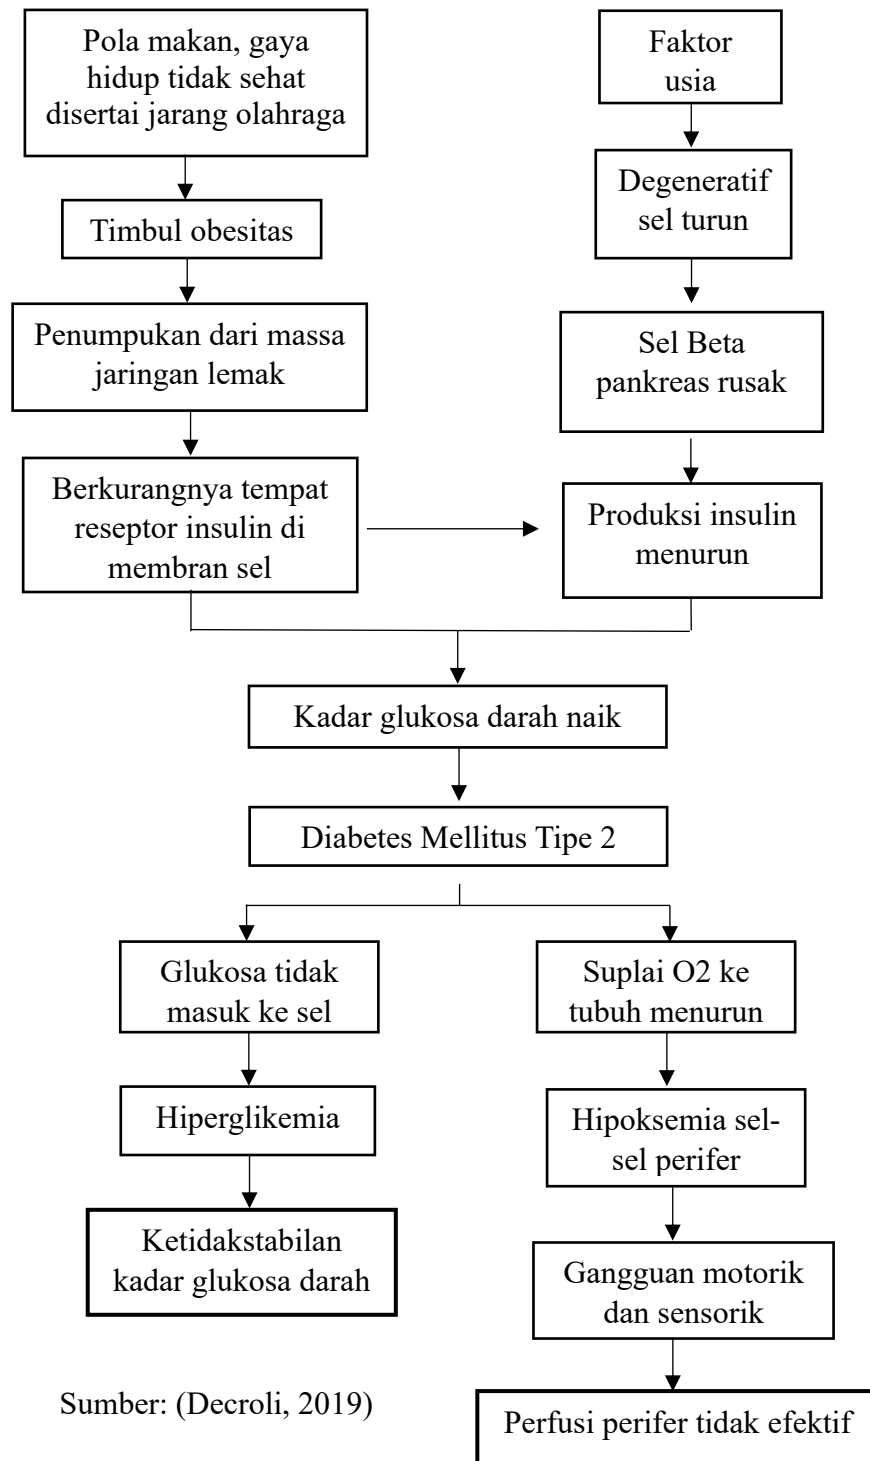 Pola makan, gaya
hidup tidak sehat
disertai jarang olahraga
Faktor
usia
Timbul obesitas
Degeneratif
sel turun
Penumpukan dari massa
jaringan lemak
Sel Beta
pankreas rusak
Berkurangnya tempat
reseptor insulin di
membran sel
Produksi insulin
menurun
Kadar glukosa darah naik
Diabetes Mellitus Tipe 2
Glukosa tidak
masuk ke sel
Suplai O2 ke
tubuh menurun
Hiperglikemia
Hipoksemia sel-
sel perifer
Ketidakstabilan
kadar glukosa darah
Gangguan motorik
dan sensorik
Sumber: (Decroli, 2019)
Perfusi perifer tidak efektif